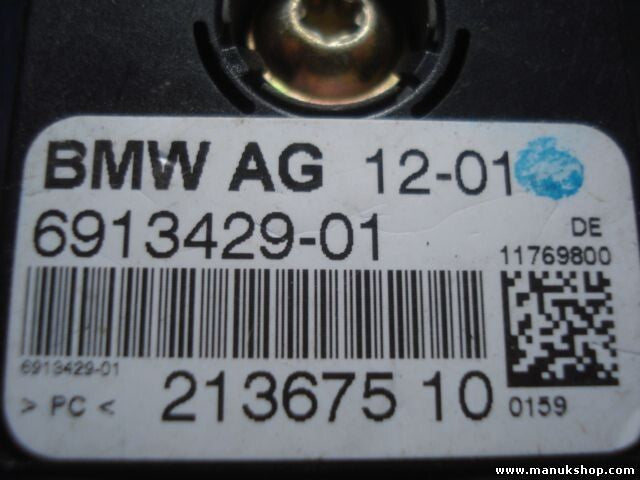 BMW AG 12-01
6913429-01
DE
11769800
6913429-01
> PC <
213675 10
0159
www.manukshop.com